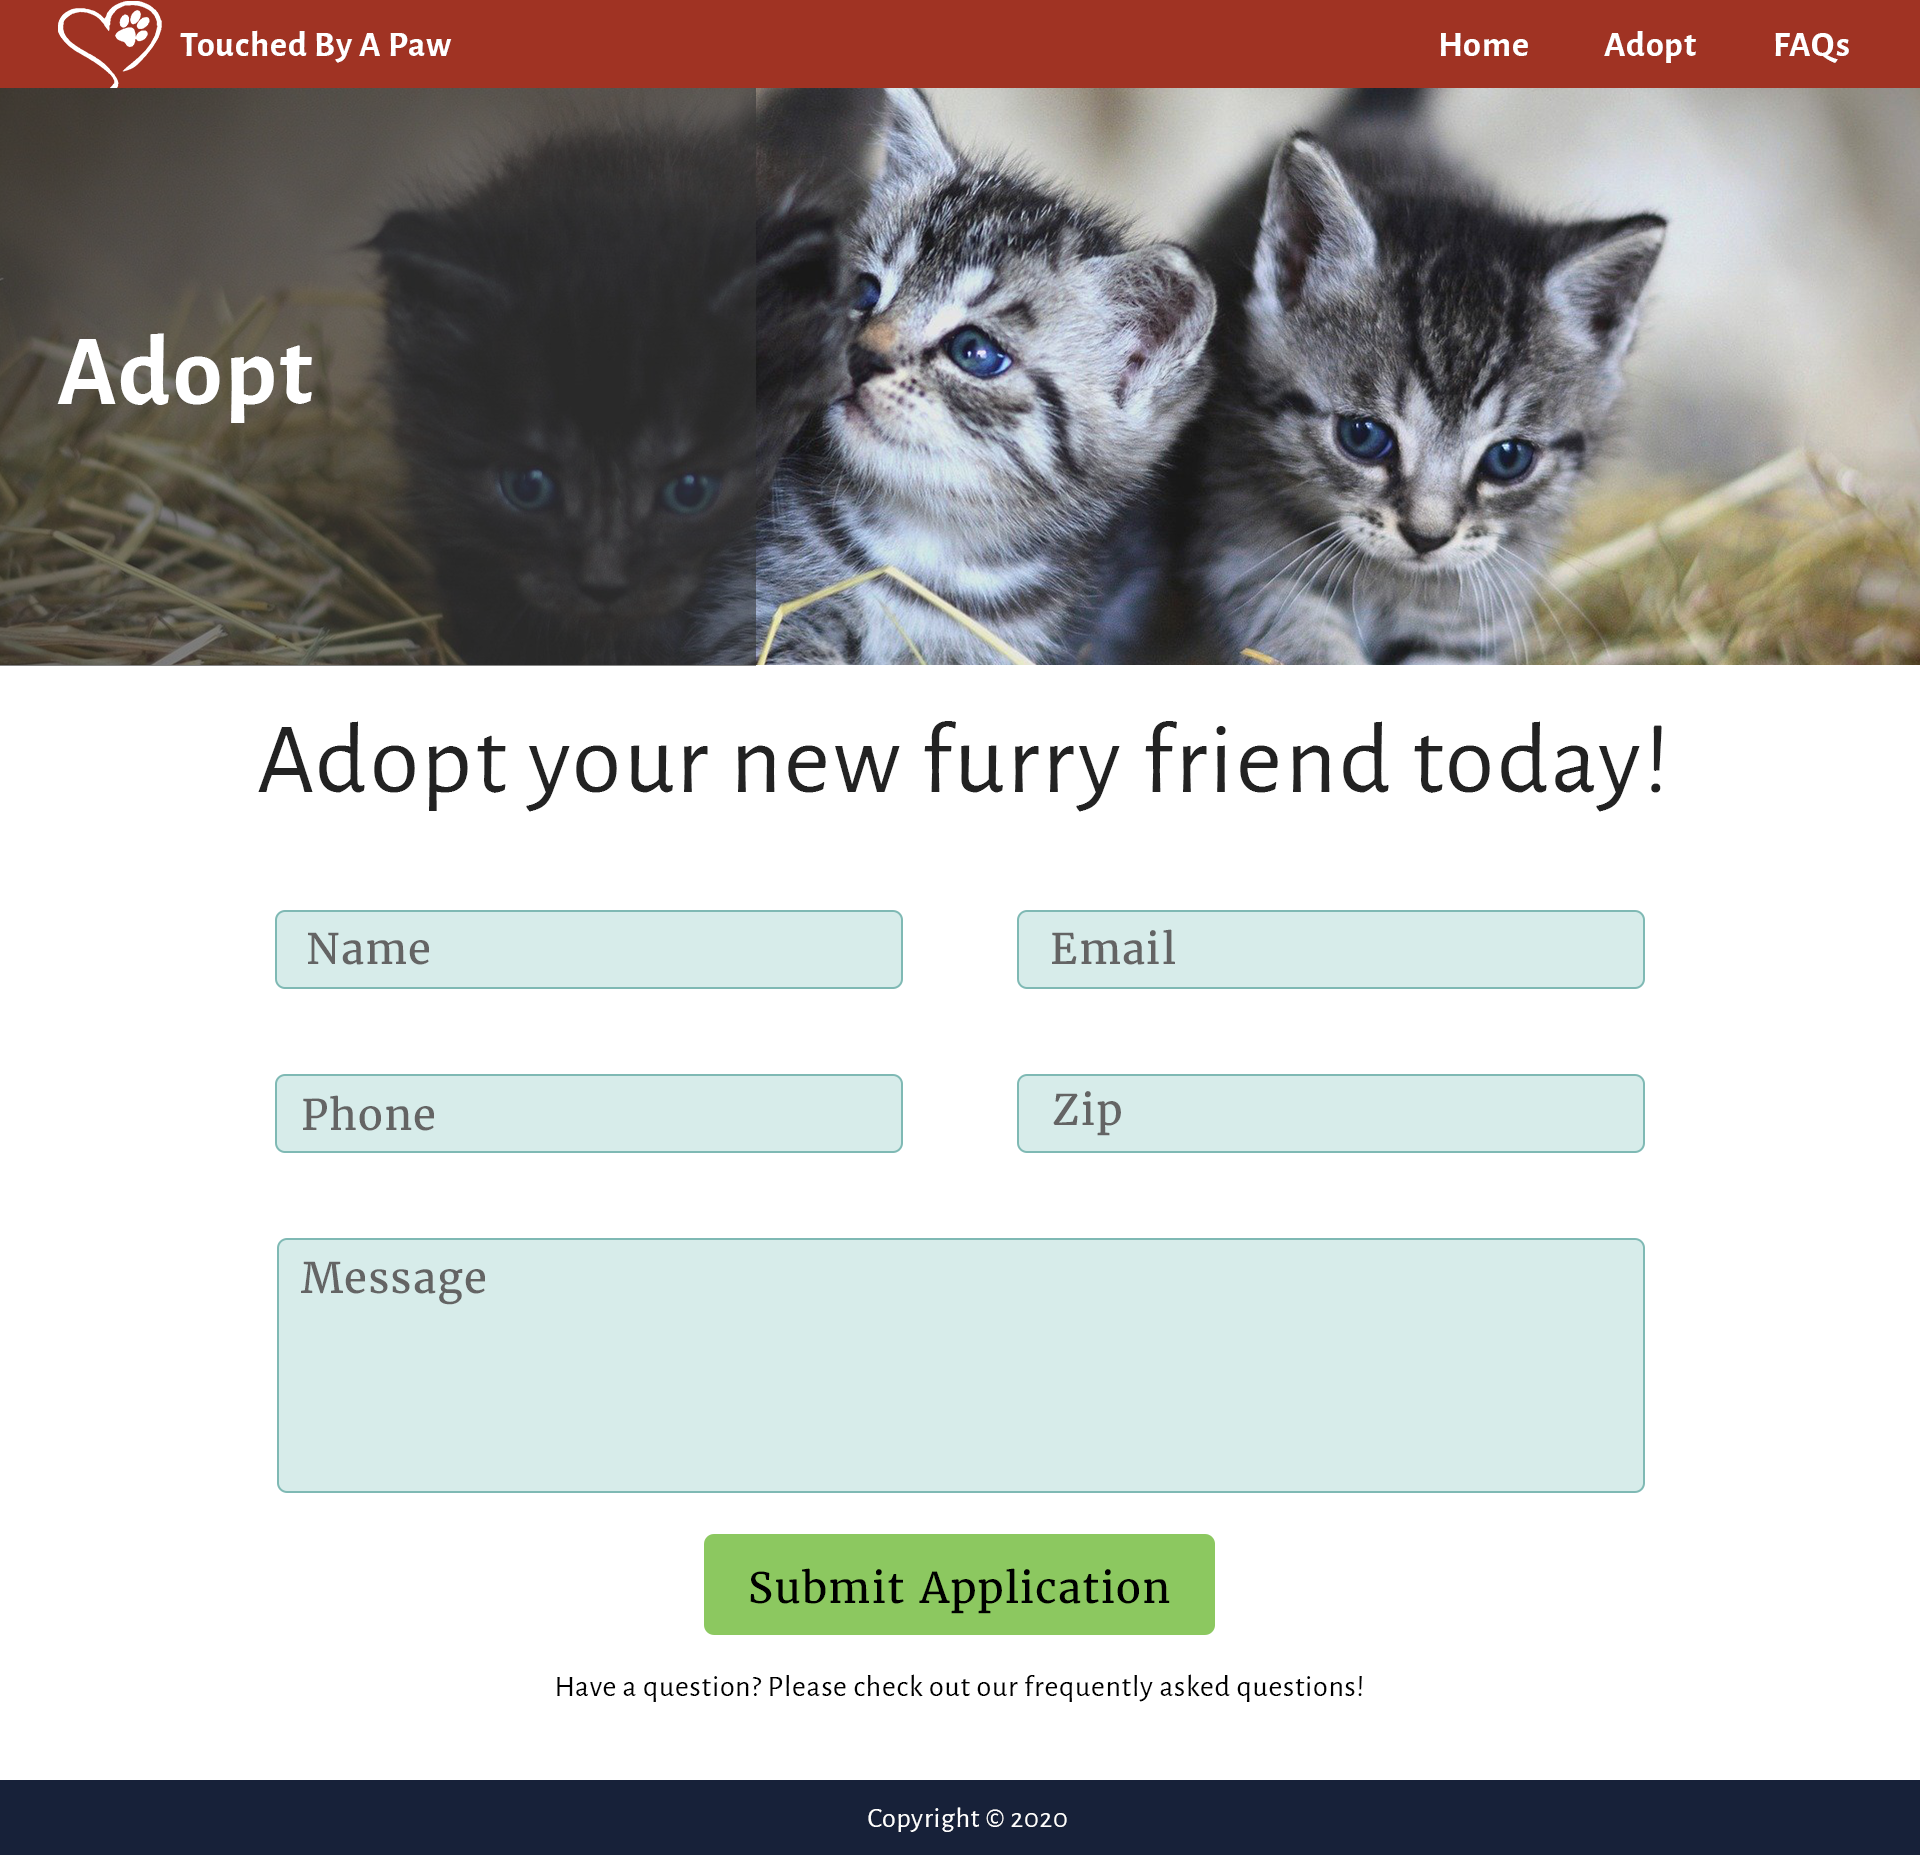 Touched By A Paw
Home
Adopt
FAQs
Adopt
Adopt your new furry friend today!
Name
Email
Phone
Zip
Message
Submit Application
Have a question? Please check out our frequently asked questions!
Copyright © 2020